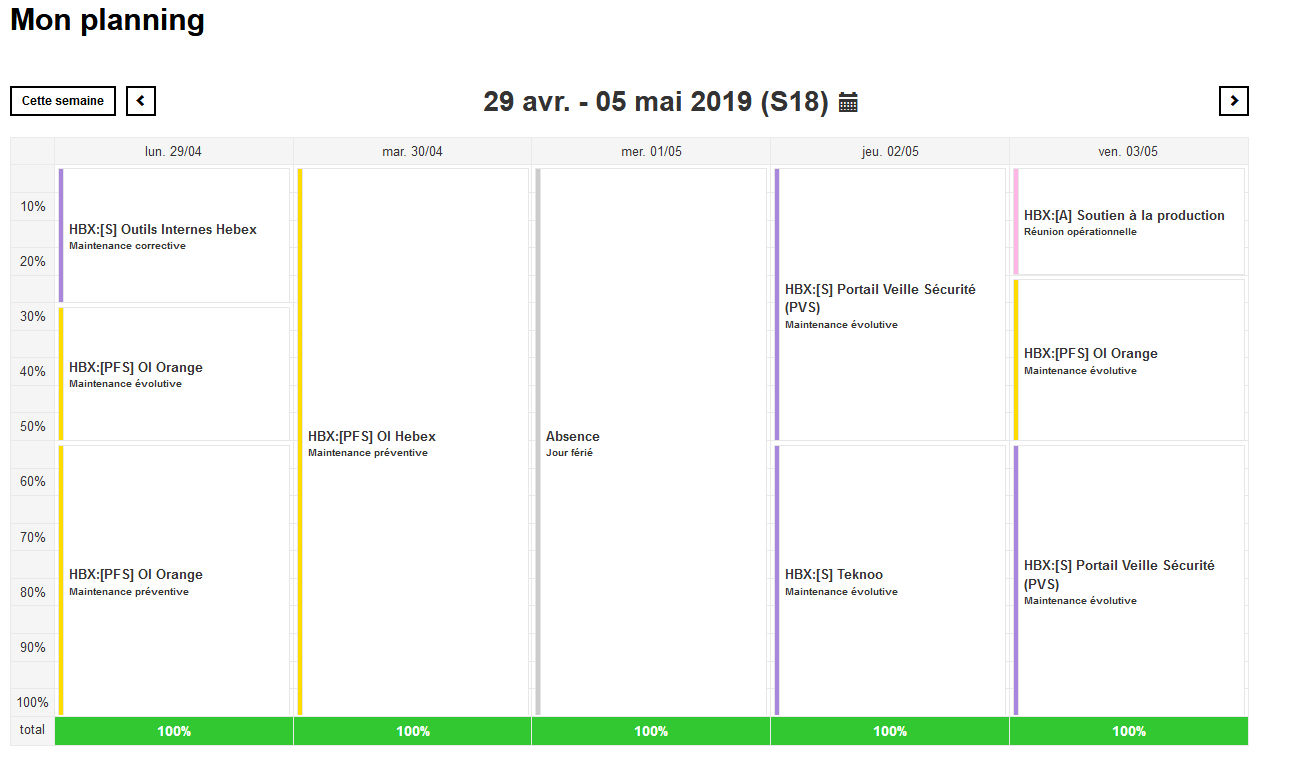 Mon planning
Cette semaine
29 avr. - 05 mai 2019 (S18)
lun. 29/04
mar. 30/04
mer. 01/05
jeu. 02/05
ven. 03/05
10%
20%
30%
40%
50%
60%
70%
80%
90%
100%
HBX:[S] Outils Internes Hebex
Maintenance corrective
HBX:[PFS] OI Orange
Maintenance évolutive
HBX:[PFS] OI Orange
Maintenance préventive
HBX:[PFS] OI Hebex
Maintenance préventive
Absence
Jour férié
HBX:[S] Portail Veille Sécurité
(PVS)
Maintenance évolutive
HBX:[S] Teknoo
Maintenance évolutive
HBX:[A] Soutien à la production
Réunion opérationnelle
HBX:[PFS] OI Orange
Maintenance évolutive
HBX:[S] Portail Veille Sécurité
(PVS)
Maintenance évolutive
total
100%
100%
100%
100%
100%